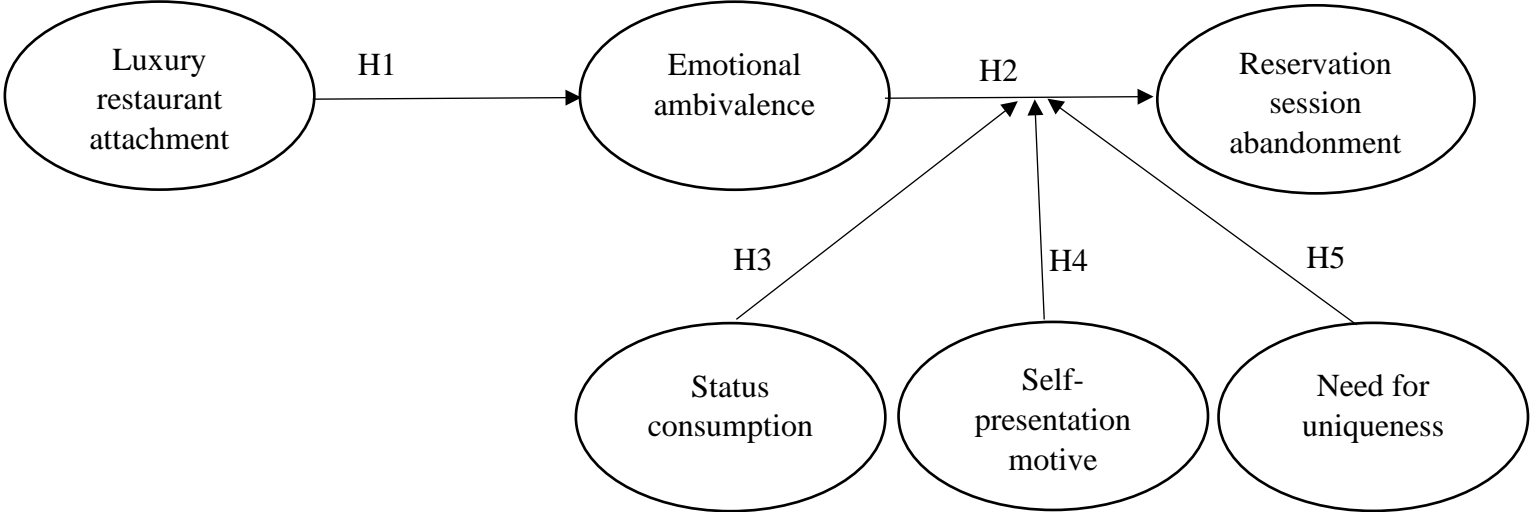 Luxury
restaurant
attachment
H1
Emotional
ambivalence
H2
Reservation
session
abandonment
H3
H4
H5
Status
consumption
Self-
presentation
motive
Need for
uniqueness